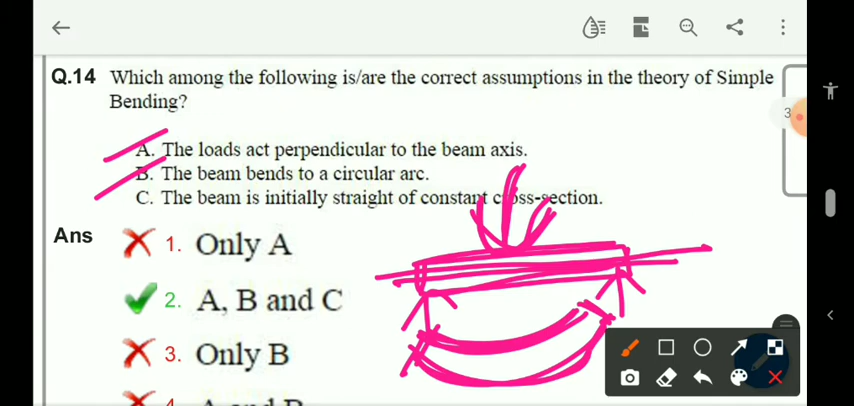 Q.14 Which among the following is/are the correct assumptions in the theory of Simple
Bending?
A. The loads act perpendicular to the beam axis.
B. The beam bends to a circular arc.
C. The beam is initially straight of constant cross-section.
Ans
1. Only A
2. A, B and C
3. Only B
3